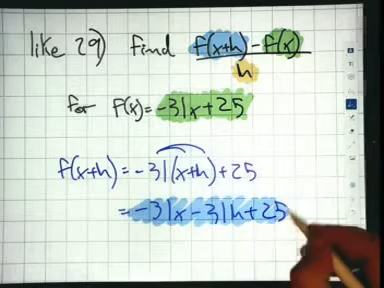 like 29) find f(x+h) - f(x)
h
for f(x) = -31x + 25
f(x+h) = -31(x+h) + 25
= -31x - 31h + 25